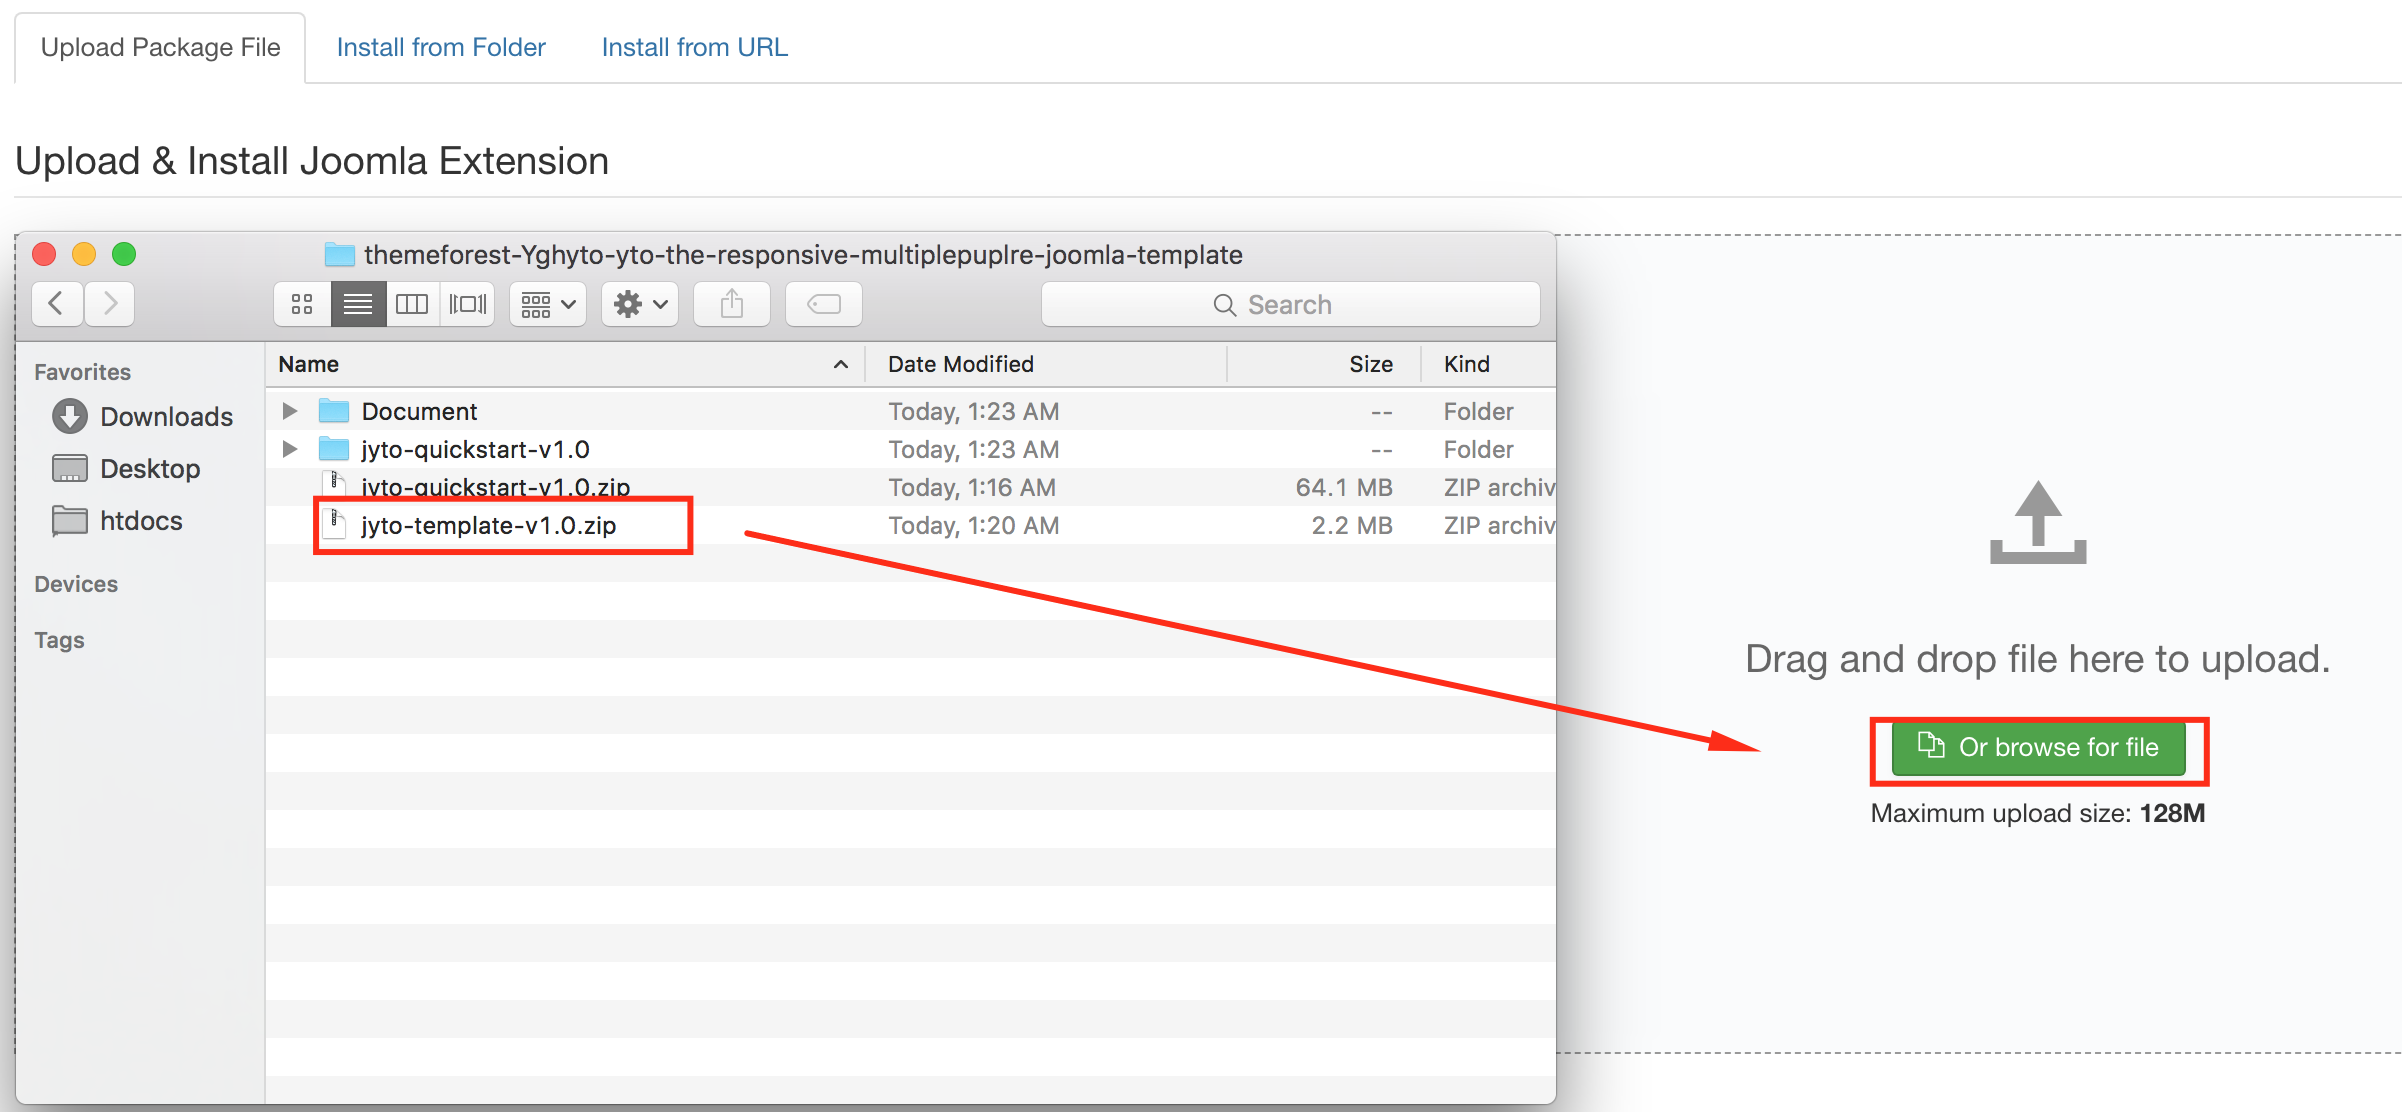 Upload Package File
Install from Folder
Install from URL
Upload & Install Joomla Extension
themeforest-Yghyto-yto-the-responsive-multiplepuplre-joomla-template
Search
Favorites
Downloads
Desktop
htdocs
Devices
Tags
Name Date Modified Size Kind
Document Today, 1:23 AM -- Folder
jyto-quickstart-v1.0 Today, 1:23 AM -- Folder
jyto-quickstart-v1.0.zip Today, 1:16 AM 64.1 MB ZIP archiv
jyto-template-v1.0.zip Today, 1:20 AM 2.2 MB ZIP archiv
Drag and drop file here to upload.
Or browse for file
Maximum upload size: 128M